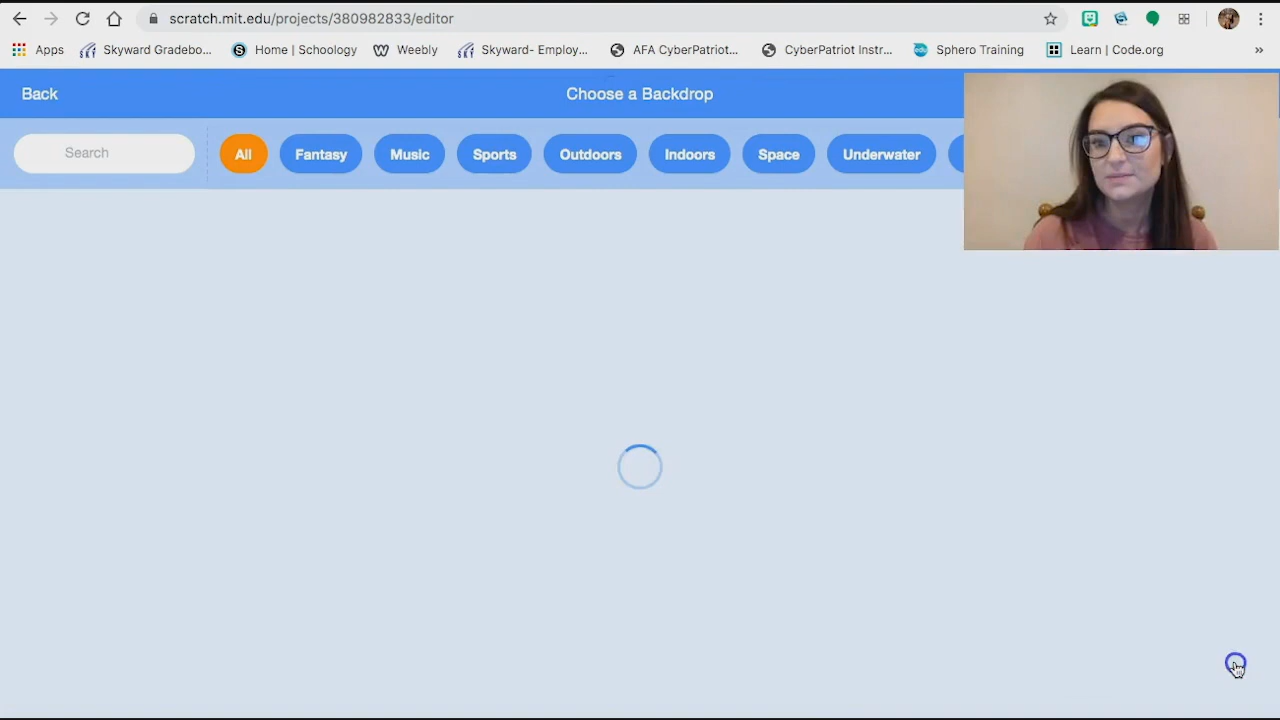 scratch.mit.edu/projects/380982833/editor
Apps Skyward Gradebo... Home | Schoology Weebly Skyward- Employ... AFA CyberPatriot... CyberPatriot Instr... Sphero Training Learn | Code.org »
Back Choose a Backdrop
Search All Fantasy Music Sports Outdoors Indoors Space Underwater